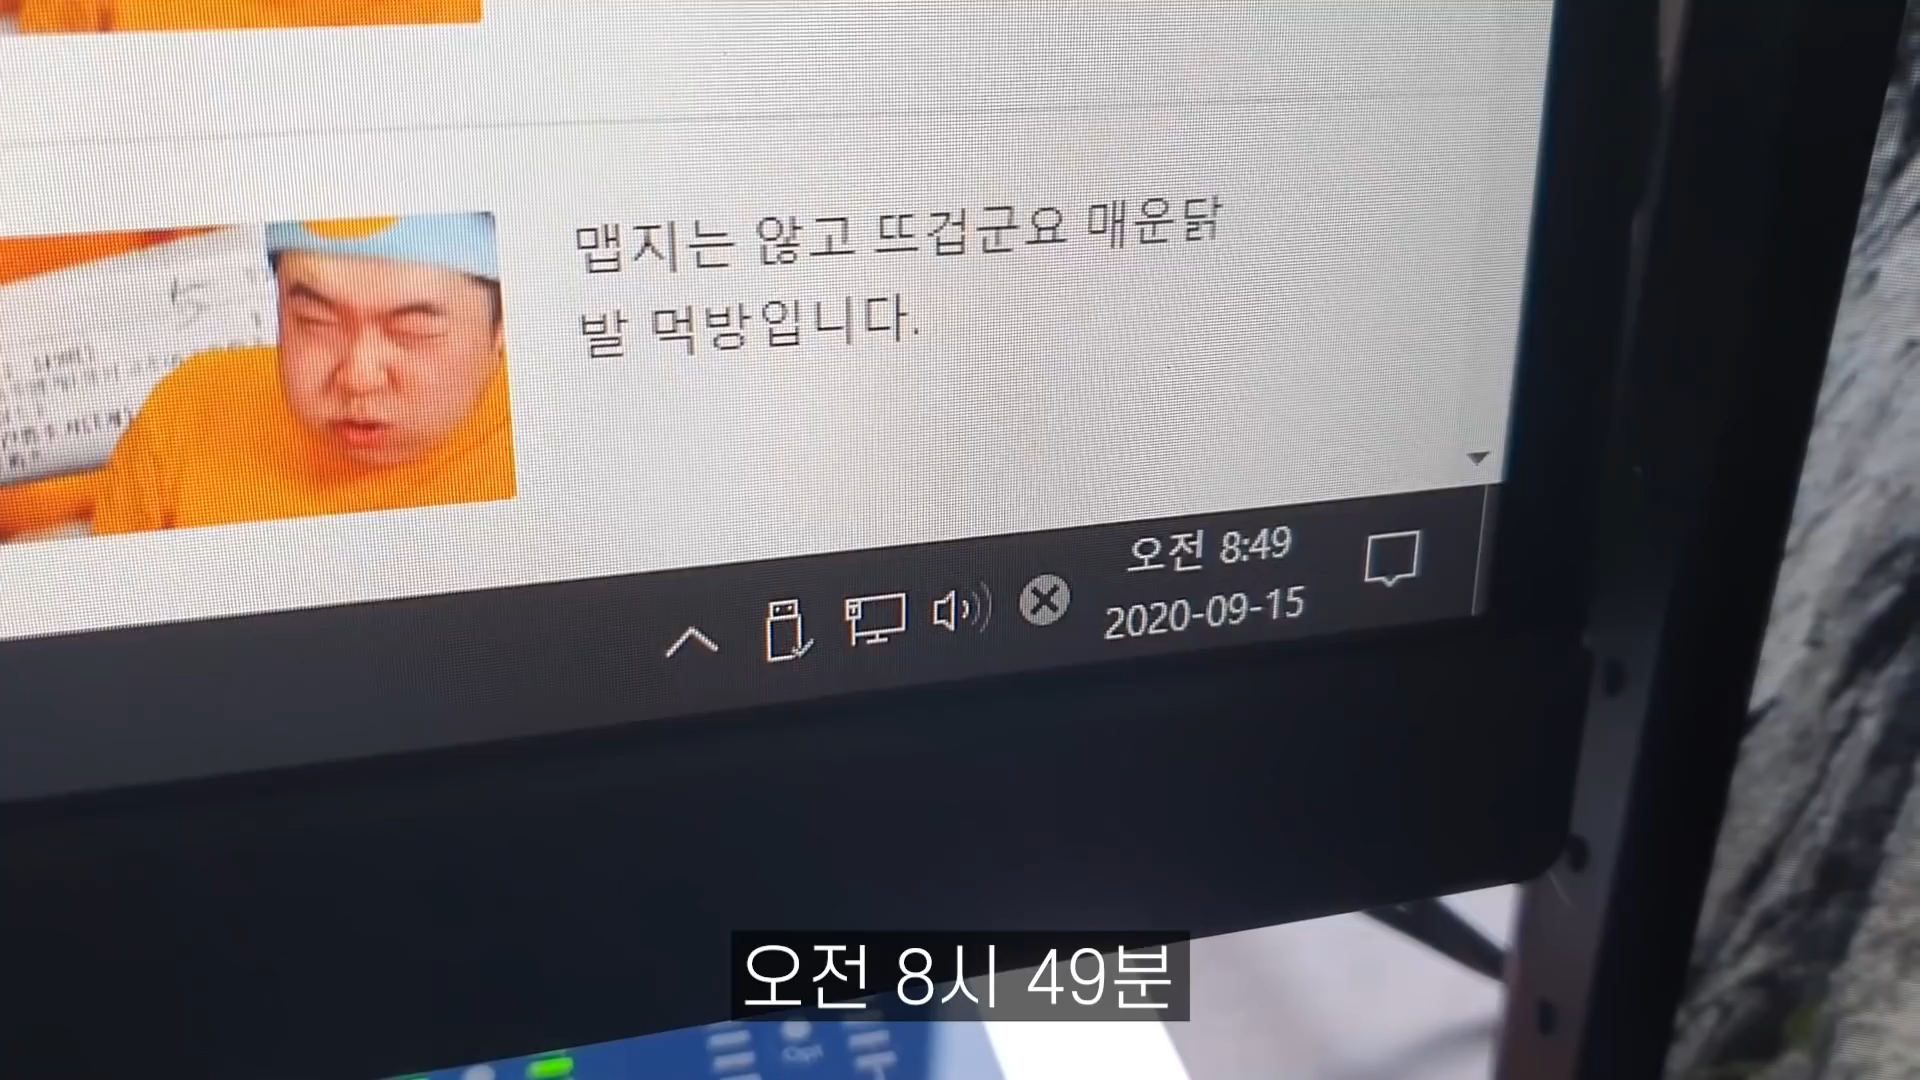 맵지는 않고 뜨겁군요 매운닭
발 먹방입니다.
오전 8:49
2020-09-15
오전 8시 49분
Opt